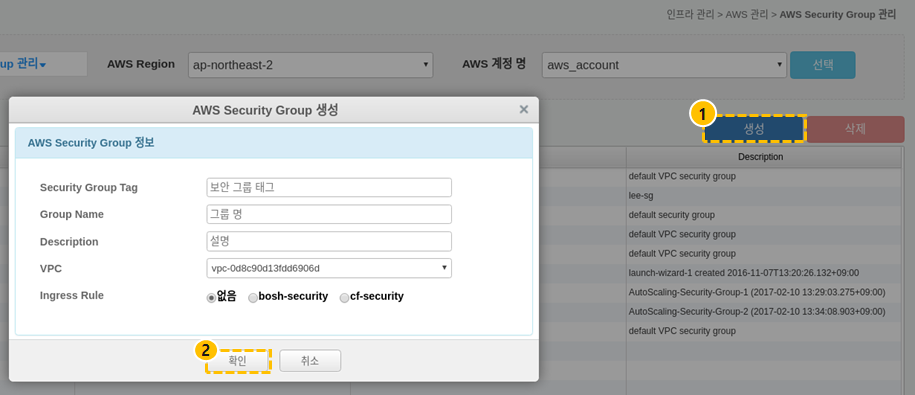 인프라 관리 > AWS 관리 > AWS Security Group 관리
up 관리
AWS Region
ap-northeast-2
AWS 계정 명
aws_account
선택
AWS Security Group 생성
×
1
생성
삭제
AWS Security Group 정보
Description
Security Group Tag
보안 그룹 태그
default VPC security group
Group Name
그룹 명
lee-sg
default security group
Description
설명
default VPC security group
default VPC security group
VPC
vpc-0d8c90d13fdd6906d
launch-wizard-1 created 2016-11-07T13:20:26.132+09:00
Ingress Rule
없음
bosh-security
cf-security
AutoScaling-Security-Group-1 (2017-02-10 13:29:03.275+09:00)
AutoScaling-Security-Group-2 (2017-02-10 13:34:08.903+09:00)
default VPC security group
2
확인
취소